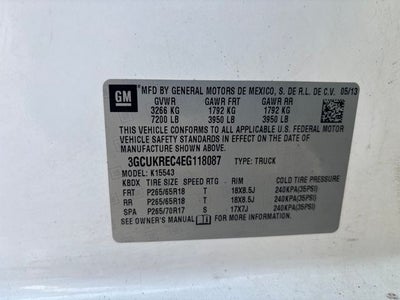 GM
MFD BY GENERAL MOTORS DE MEXICO, S. DE R.L. DE C.V. 05/13
GVWR GAWR FRT GAWR RR
3266 KG 1792 KG 1792 KG
7200 LB 3950 LB 3950 LB
THIS VEHICLE CONFORMS TO ALL APPLICABLE U.S. FEDERAL MOTOR
VEHICLE SAFETY STANDARDS IN EFFECT ON THE DATE OF
MANUFACTURE SHOWN ABOVE.
3GCUKREC4EG118087 TYPE: TRUCK
MODEL: K15543
KBDX TIRE SIZE SPEED RTG RIM COLD TIRE PRESSURE
FRT P265/65R18 T 18X8.5J 240KPA(35PSI)
RR P265/65R18 T 18X8.5J 240KPA(35PSI)
SPA P265/70R17 S 17X7J 240KPA(35PSI)
SEE OWNER'S MANUAL FOR MORE INFORMATION.